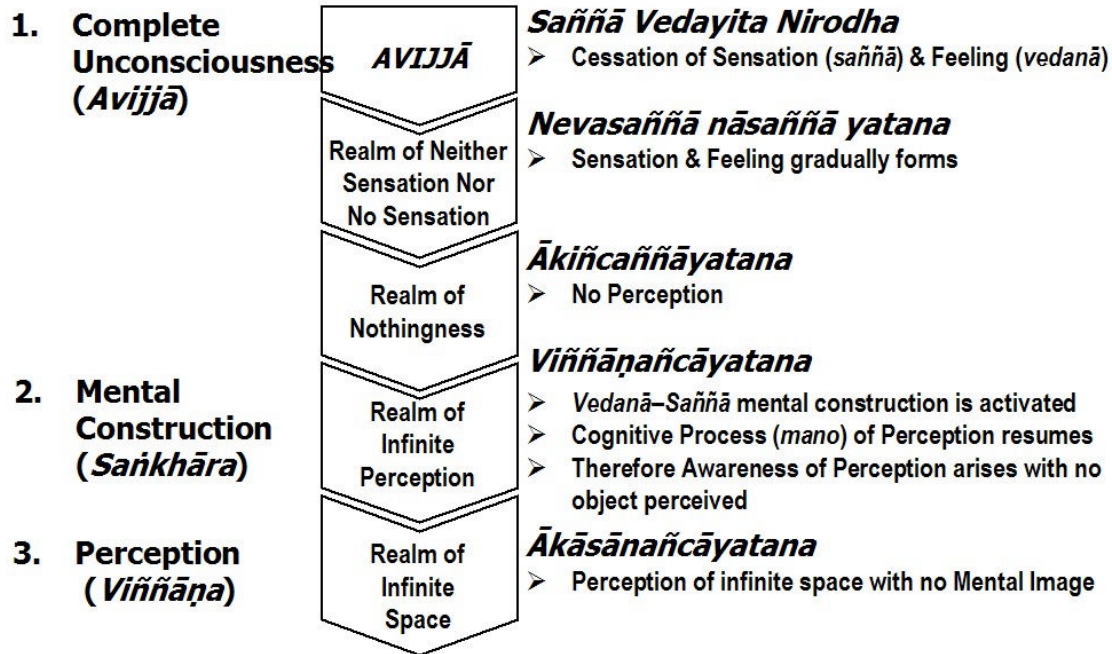 1. Complete
Unconsciousness
(Avijjā)
AVIJJĀ
Saññā Vedayita Nirodha
➢ Cessation of Sensation (saññā) & Feeling (vedanā)
Realm of Neither
Sensation Nor
No Sensation
Nevasaññā nāsaññā yatana
➢ Sensation & Feeling gradually forms
Realm of
Nothingness
Ākiñcaññāyatana
➢ No Perception
2. Mental
Construction
(Saṅkhāra)
Realm of
Infinite
Perception
Viññāṇañcāyatana
➢ Vedanā–Saññā mental construction is activated
➢ Cognitive Process (mano) of Perception resumes
➢ Therefore Awareness of Perception arises with no
object perceived
3. Perception
(Viññāṇa)
Realm of
Infinite
Space
Ākāsānañcāyatana
➢ Perception of infinite space with no Mental Image